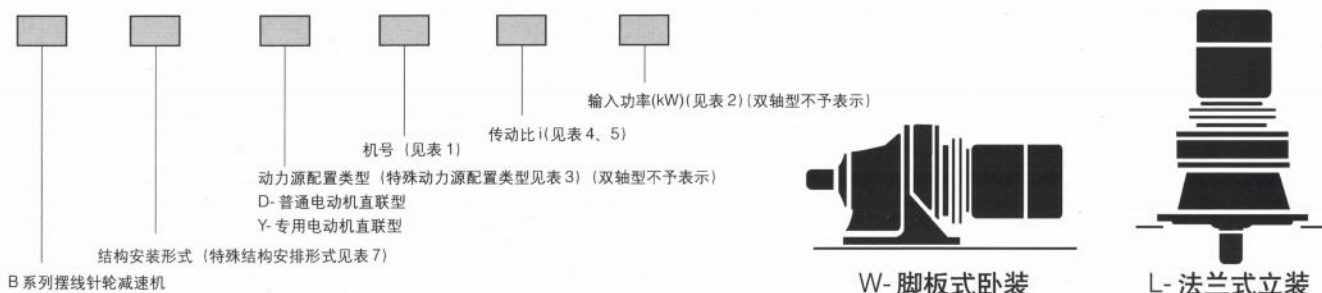 输入功率(kW)(见表2)(双轴型不予表示)
传动比i(见表4、5)
机号 (见表1)
动力源配置类型 (特殊动力源配置类型见表3) (双轴型不予表示)
D- 普通电动机直联型
Y- 专用电动机直联型
结构安装形式 (特殊结构安排形式见表7)
B系列摆线针轮减速机
W- 脚板式卧装
L- 法兰式立装